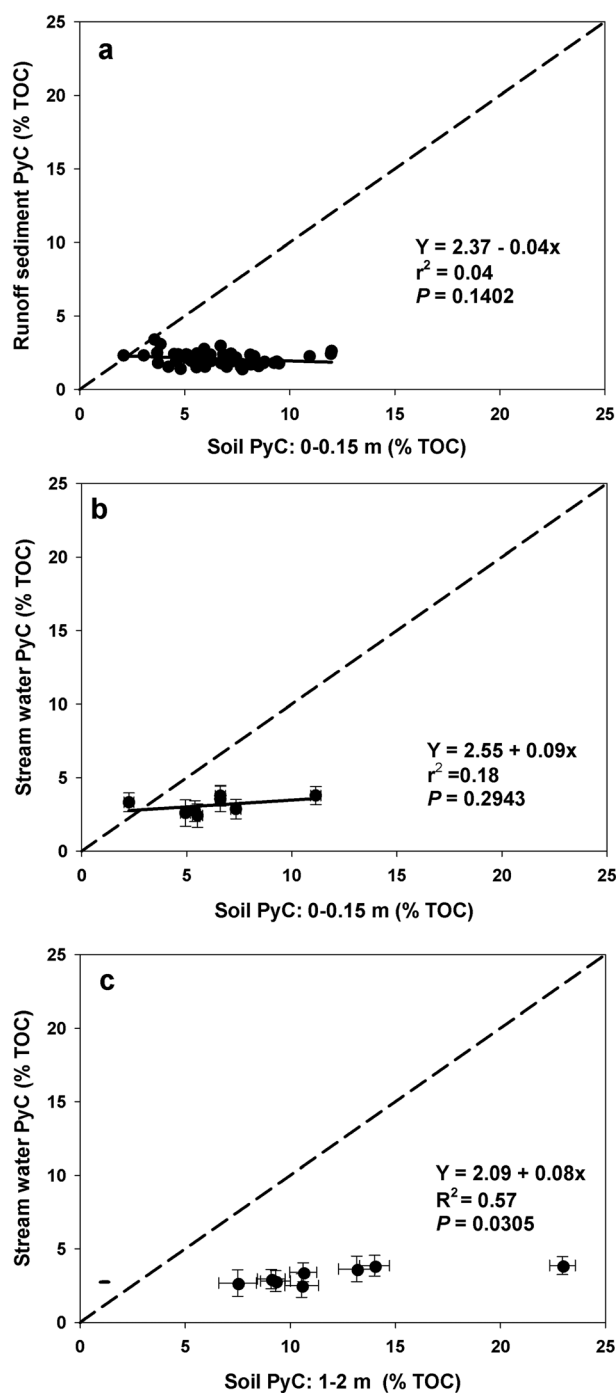 a
25
20
15
10
5
0
Runoff sediment PyC (% TOC)
Y = 2.37 - 0.04x
r² = 0.04
P = 0.1402
0 5 10 15 20 25
Soil PyC: 0-0.15 m (% TOC)
b
25
20
15
10
5
0
Stream water PyC (% TOC)
Y = 2.55 + 0.09x
r² =0.18
P = 0.2943
0 5 10 15 20 25
Soil PyC: 0-0.15 m (% TOC)
c
25
20
15
10
5
0
Stream water PyC (% TOC)
Y = 2.09 + 0.08x
R² = 0.57
P = 0.0305
0 5 10 15 20 25
Soil PyC: 1-2 m (% TOC)